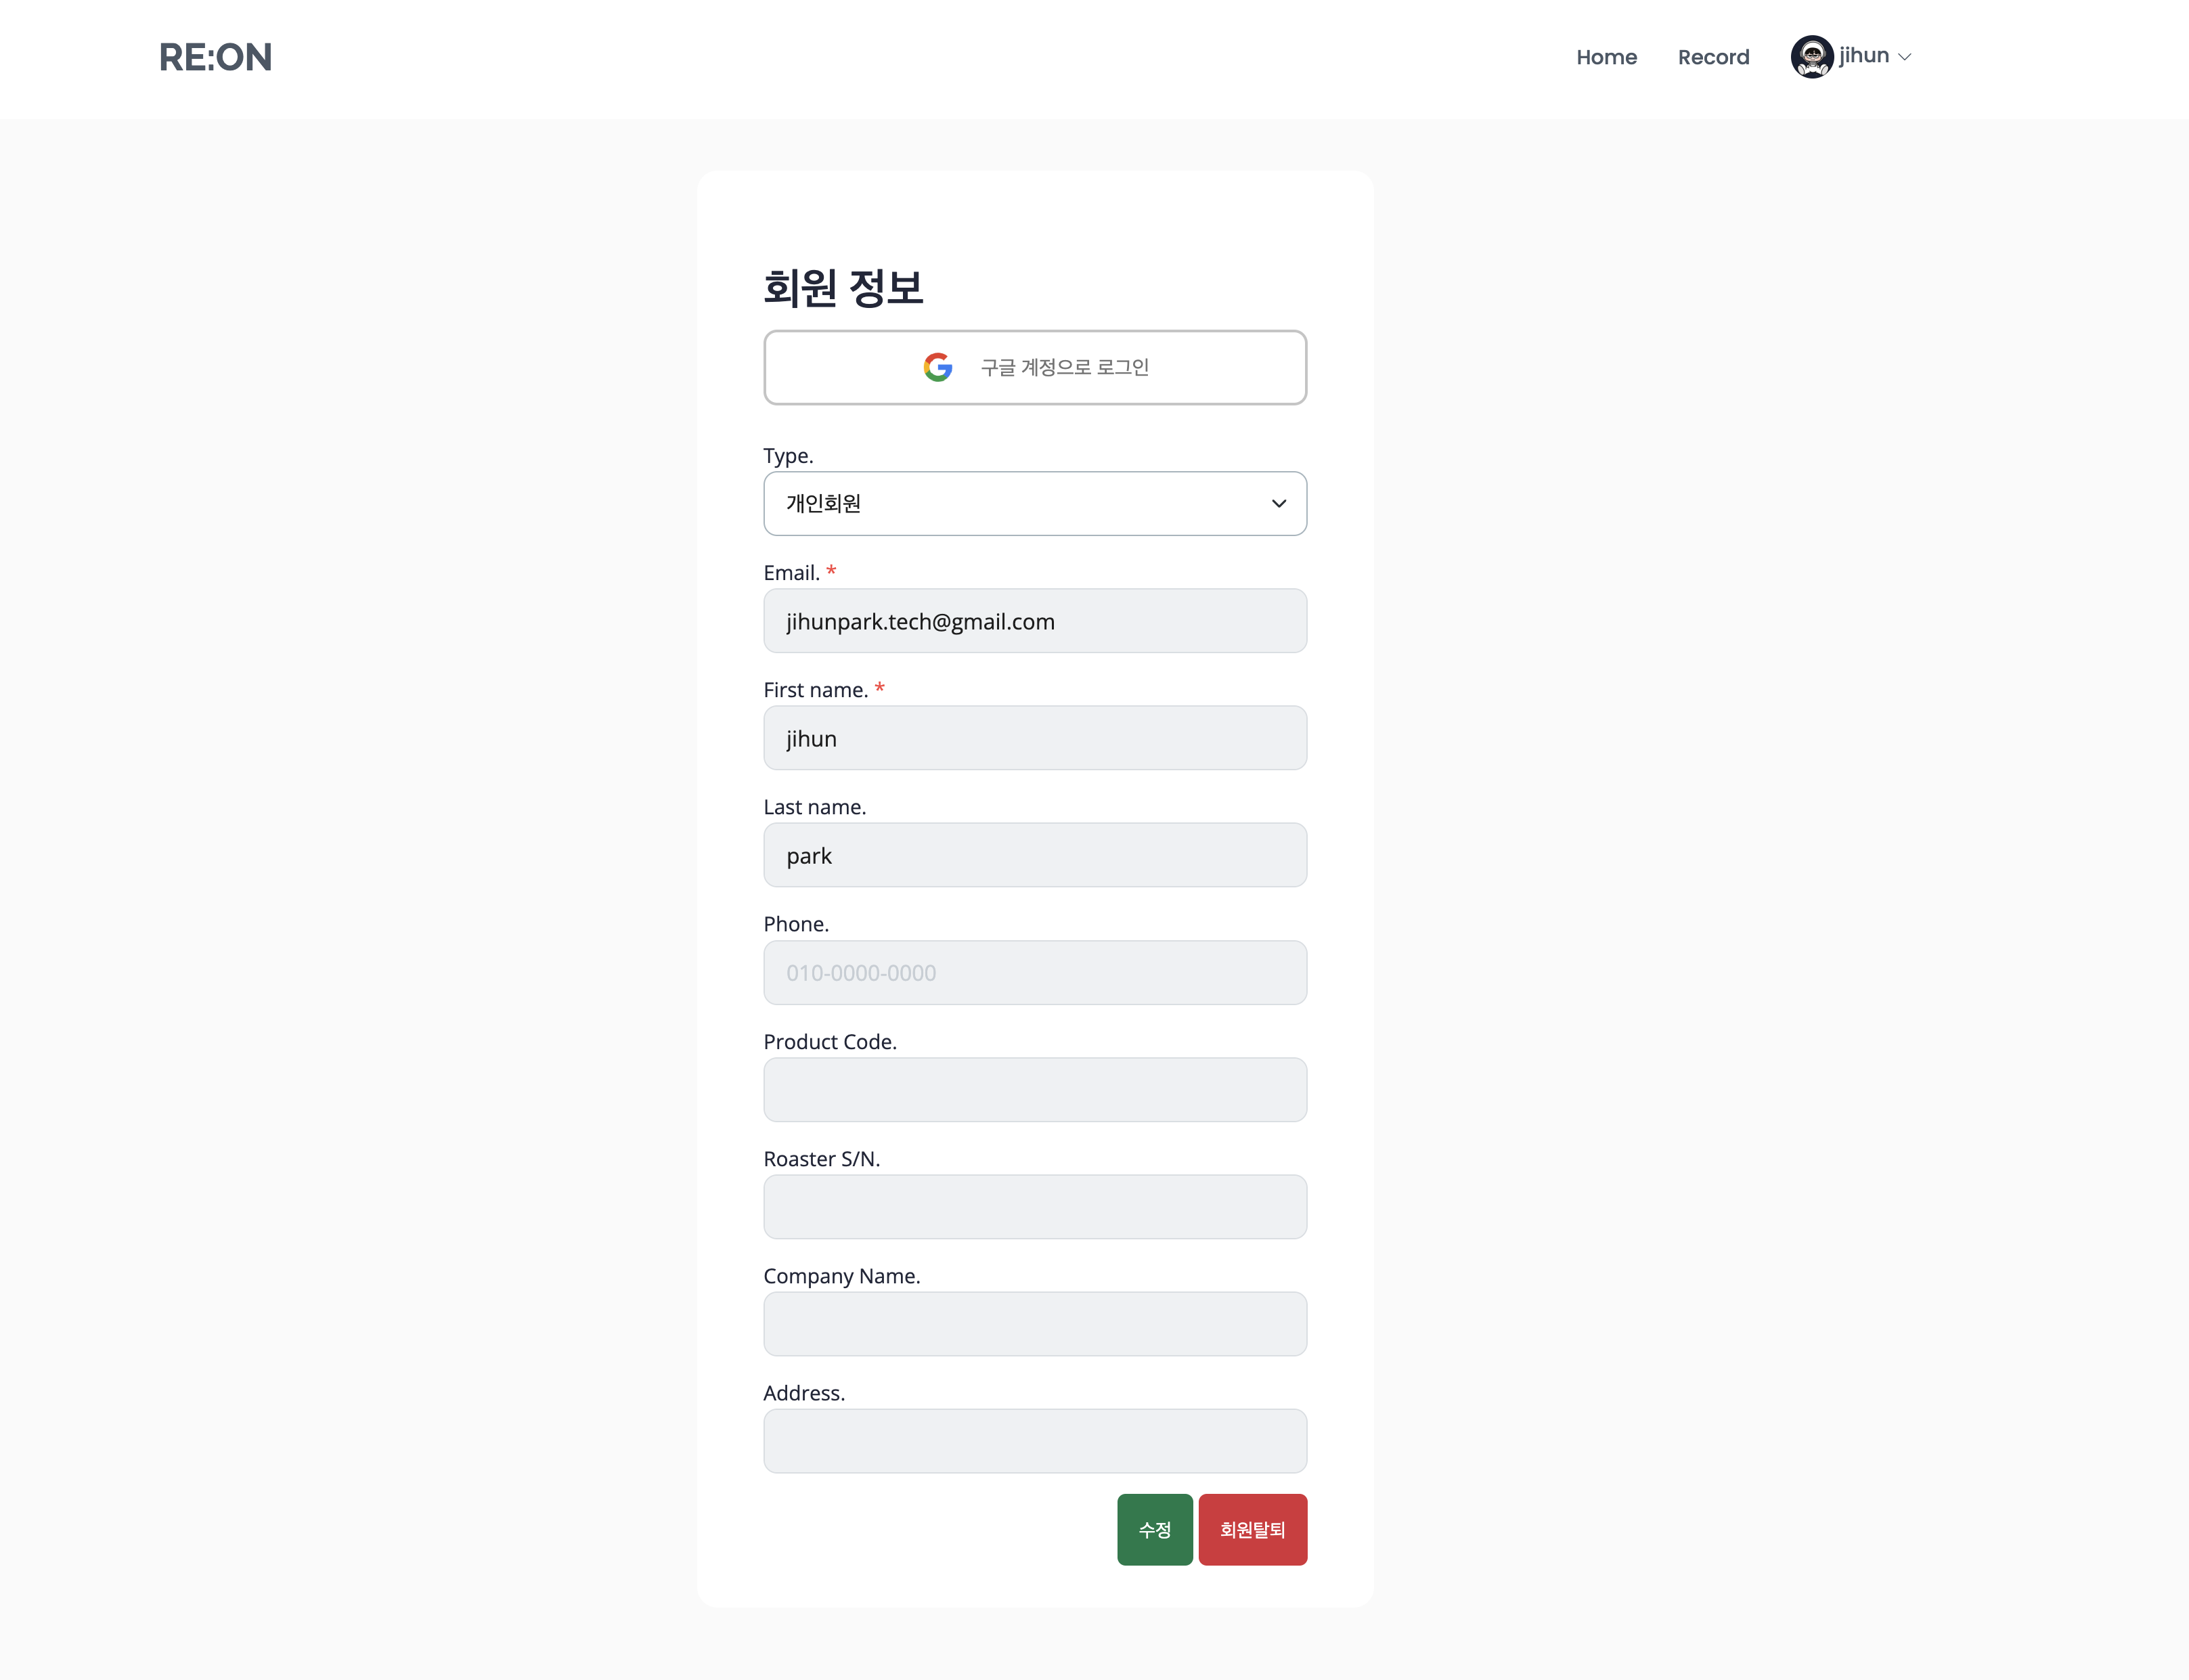 RE:ON
Home
Record
jihun
회원 정보
구글 계정으로 로그인
Type.
개인회원
Email. *
jihunpark.tech@gmail.com
First name. *
jihun
Last name.
park
Phone.
010-0000-0000
Product Code.
Roaster S/N.
Company Name.
Address.
수정
회원탈퇴